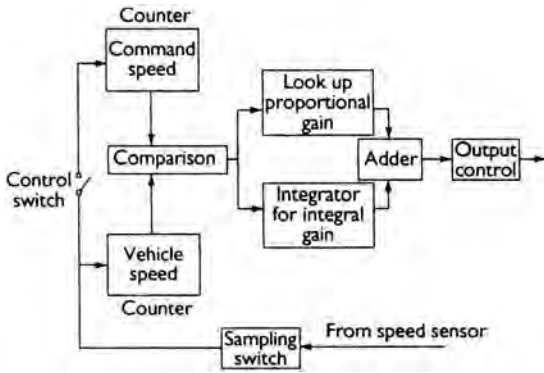 Counter
Command
speed
Look up
proportional
gain
Comparison
Adder
Output
control
Control
switch
Integrator
for integral
gain
Vehicle
speed
Counter
Sampling
switch
From speed sensor